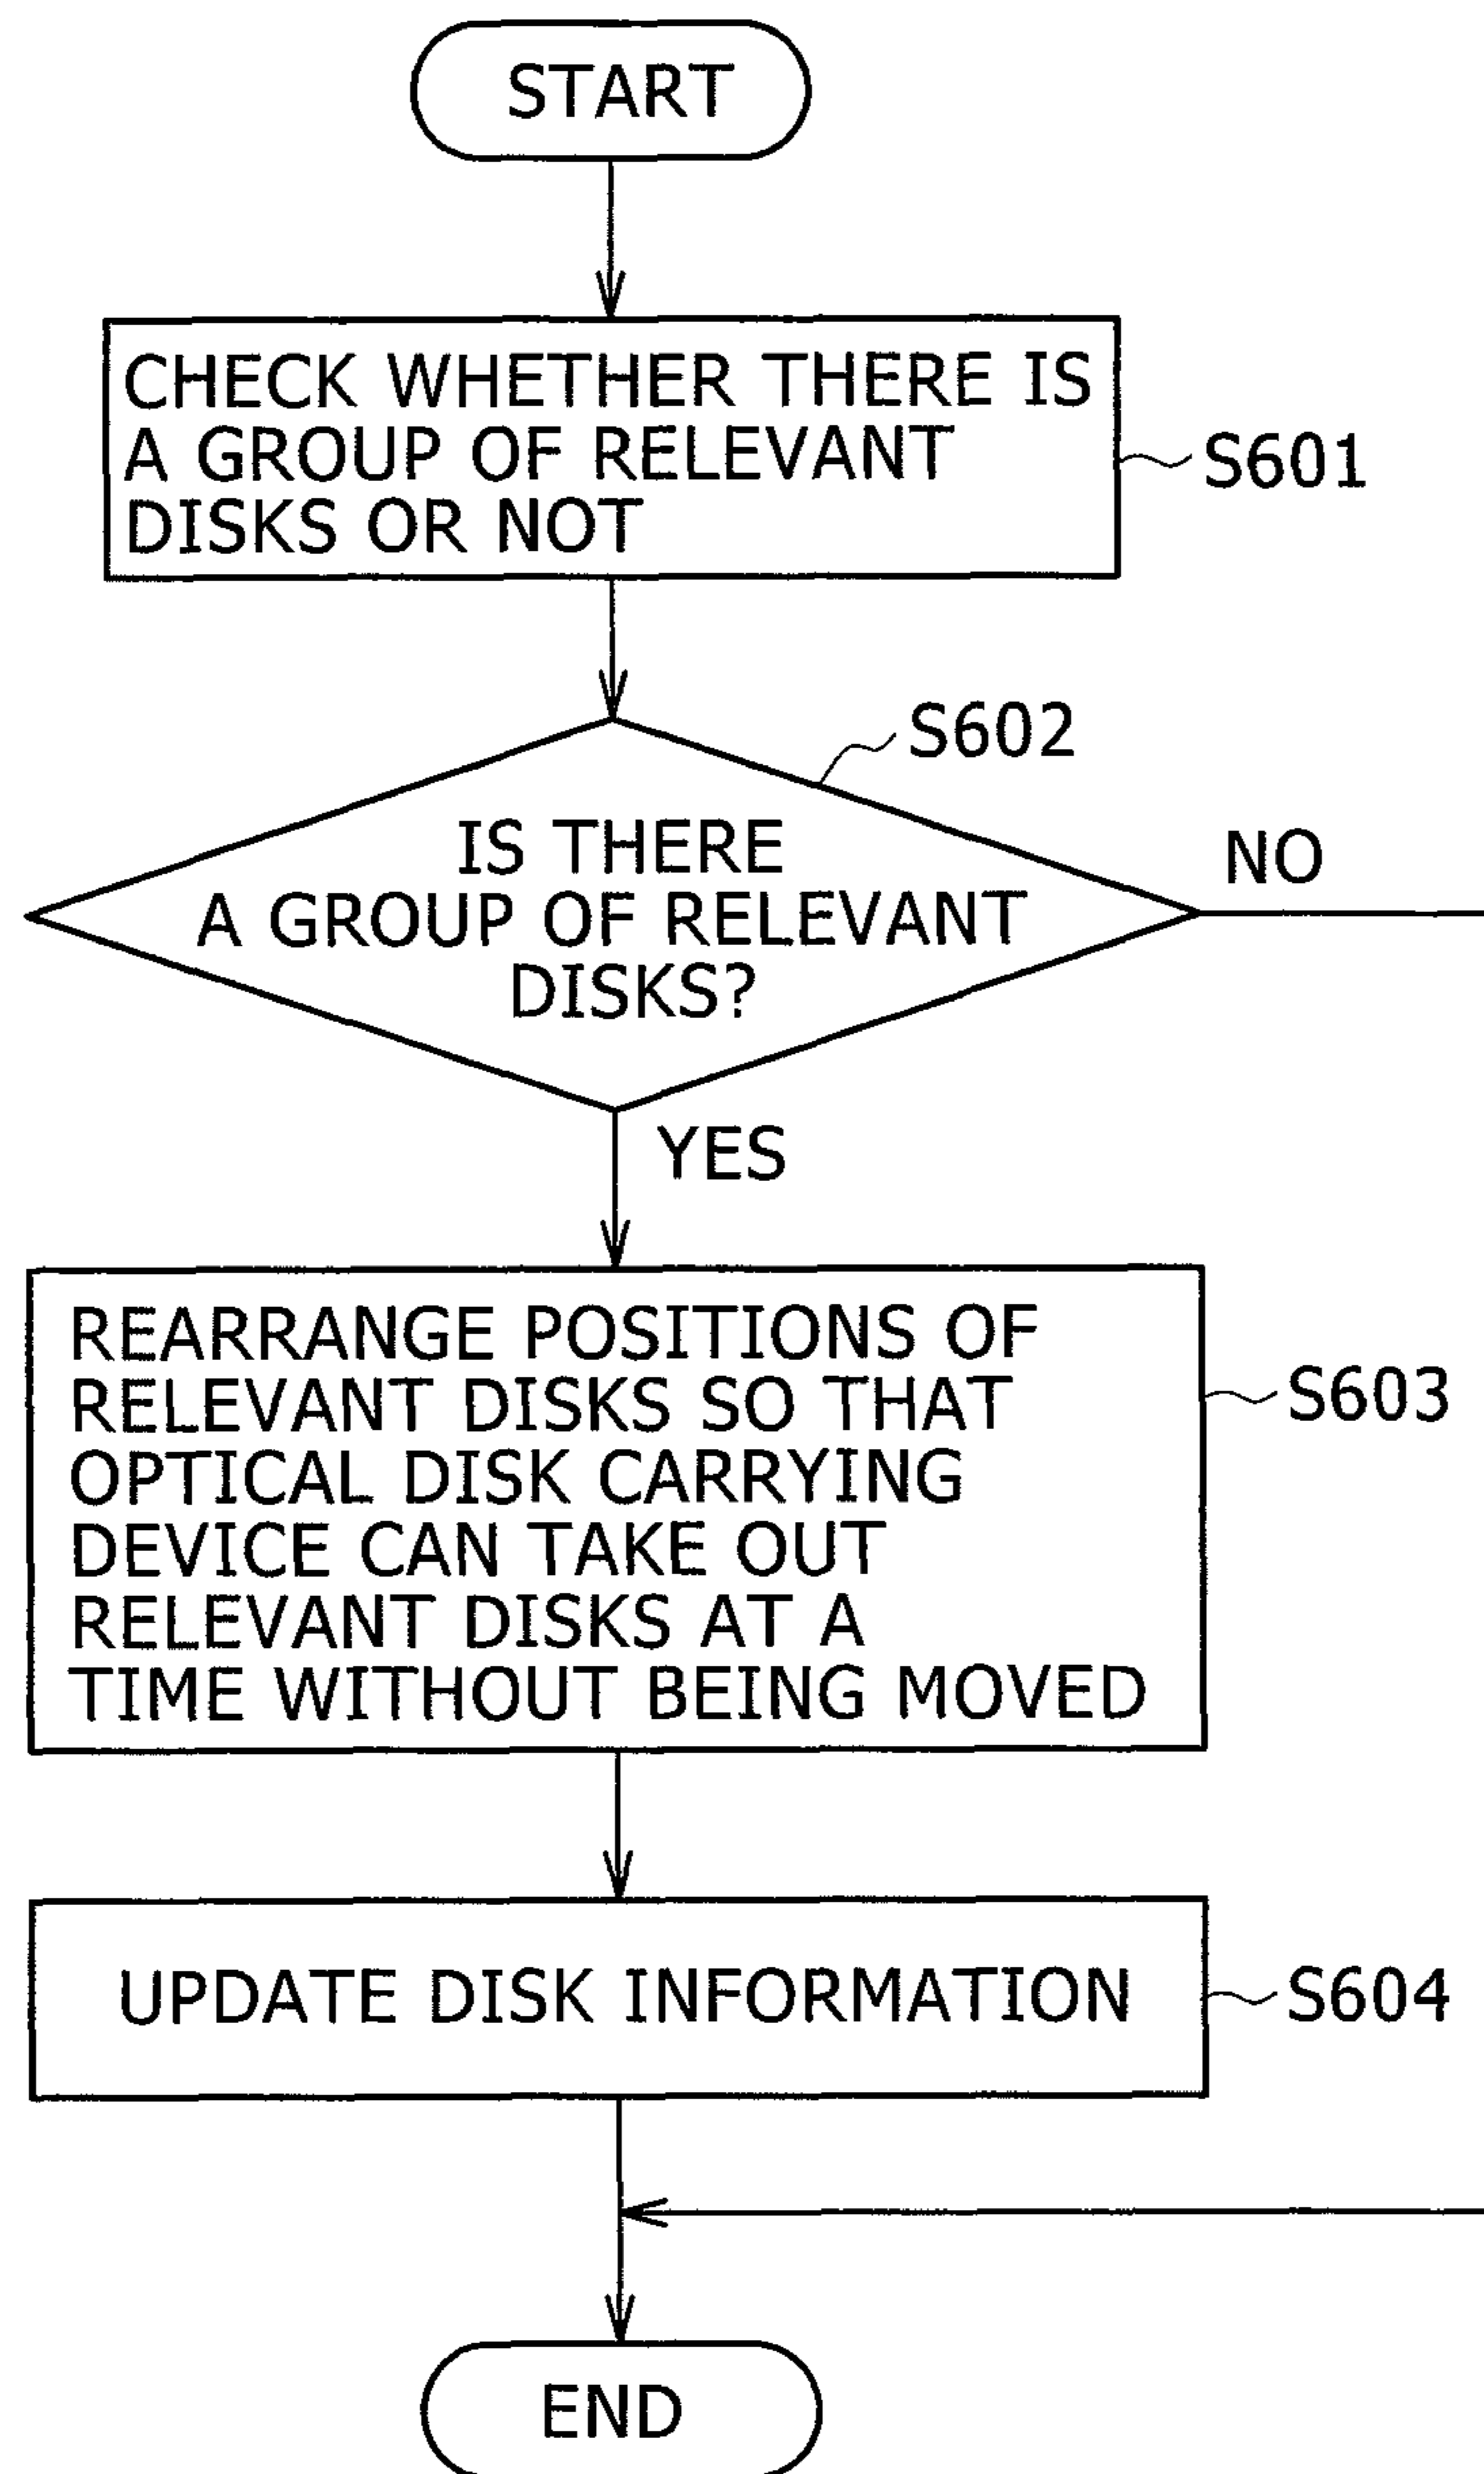 START
CHECK WHETHER THERE IS
A GROUP OF RELEVANT
DISKS OR NOT
S601
S602
IS THERE
A GROUP OF RELEVANT
DISKS?
NO
YES
REARRANGE POSITIONS OF
RELEVANT DISKS SO THAT
OPTICAL DISK CARRYING
DEVICE CAN TAKE OUT
RELEVANT DISKS AT A
TIME WITHOUT BEING MOVED
S603
UPDATE DISK INFORMATION
S604
END